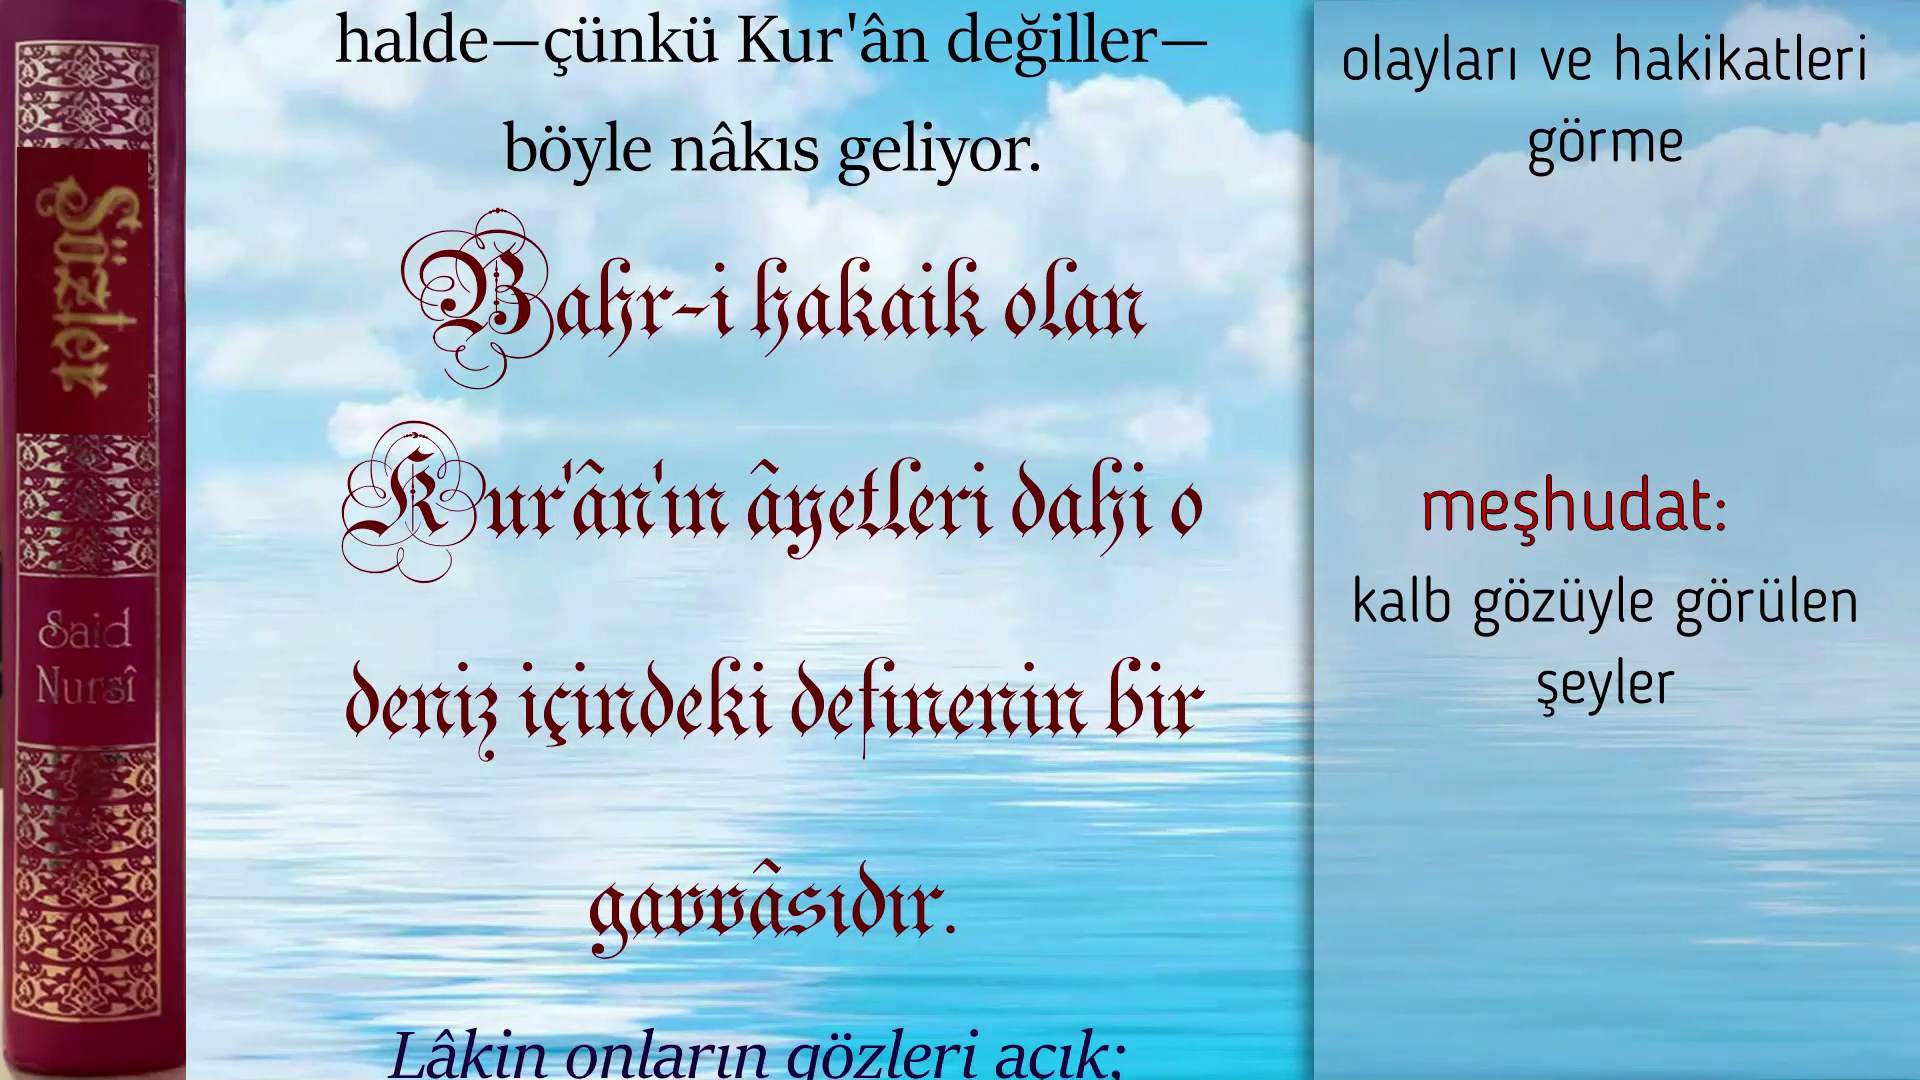 Sözler
Said
Nursî
halde—çünkü Kur'ân değiller—
böyle nâkıs geliyor.
Bahr-i hakaik olan
Kur'ân'ın âyetleri dahi o
deniz içindeki definenin bir
gavvâsıdır.
Lâkin onların gözleri açık;
olayları ve hakikatleri
görme
meşhudat:
kalb gözüyle görülen
şeyler